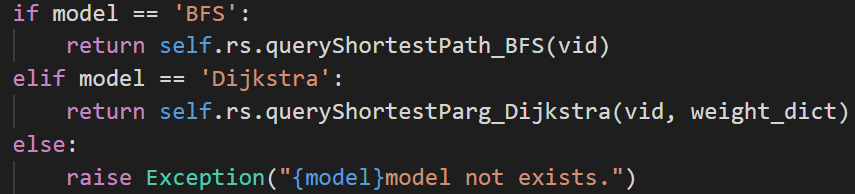 if model == 'BFS':
    return self.rs.queryShortestPath_BFS(vid)
elif model == 'Dijkstra':
    return self.rs.queryShortestParg_Dijkstra(vid, weight_dict)
else:
    raise Exception("{model}model not exists.")